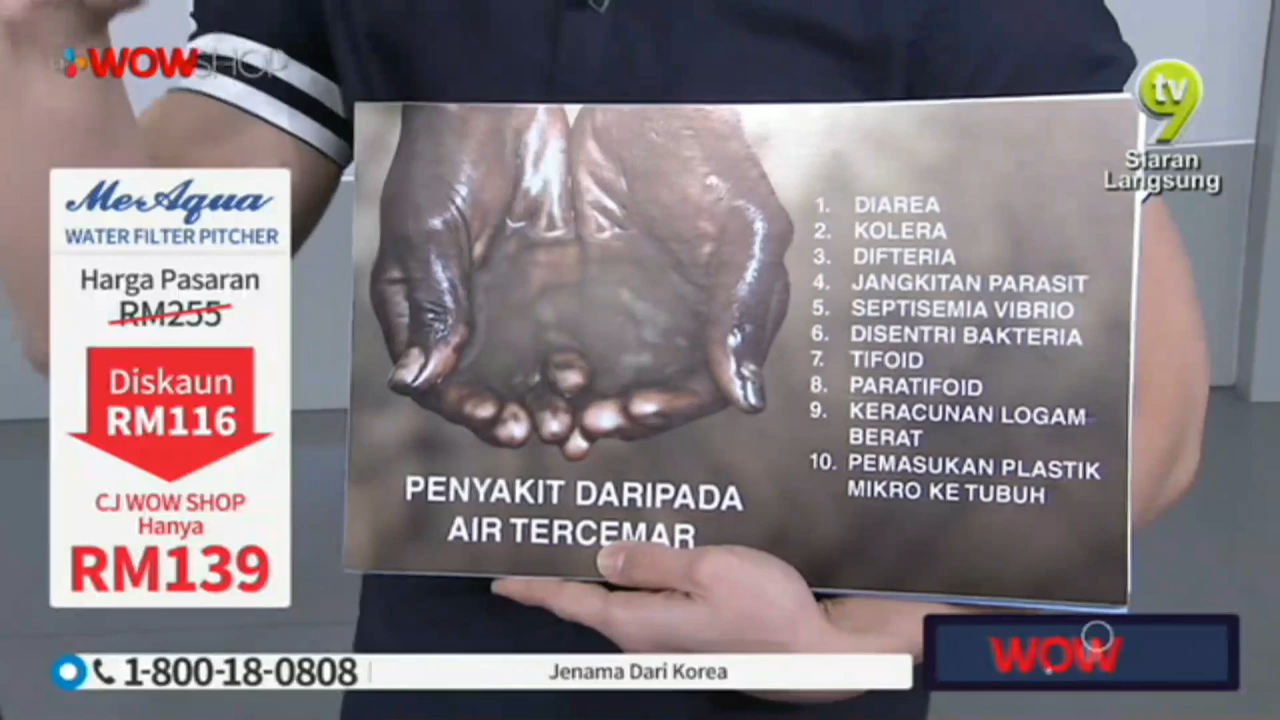 WOWSHOP
tv9
Siaran
Langsung
MeAqua
WATER FILTER PITCHER
Harga Pasaran
RM255
Diskaun
RM116
CJ WOW SHOP
Hanya
RM139
1. DIAREA
2. KOLERA
3. DIFTERIA
4. JANGKITAN PARASIT
5. SEPTISEMIA VIBRIO
6. DISENTRI BAKTERIA
7. TIFOID
8. PARATIFOID
9. KERACUNAN LOGAM
BERAT
10. PEMASUKAN PLASTIK
MIKRO KE TUBUH
PENYAKIT DARIPADA
AIR TERCEMAR
1-800-18-0808
Jenama Dari Korea
WOW